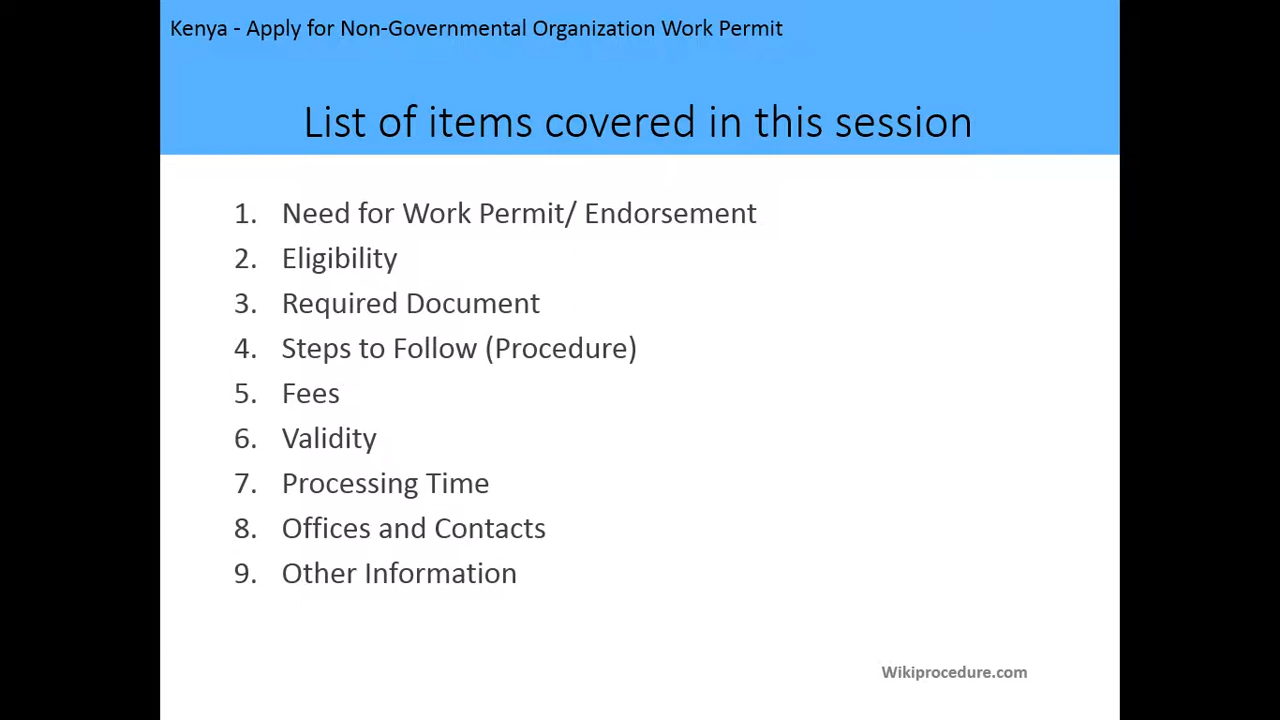 Kenya - Apply for Non-Governmental Organization Work Permit
List of items covered in this session
1. Need for Work Permit/ Endorsement
2. Eligibility
3. Required Document
4. Steps to Follow (Procedure)
5. Fees
6. Validity
7. Processing Time
8. Offices and Contacts
9. Other Information
Wikiprocedure.com